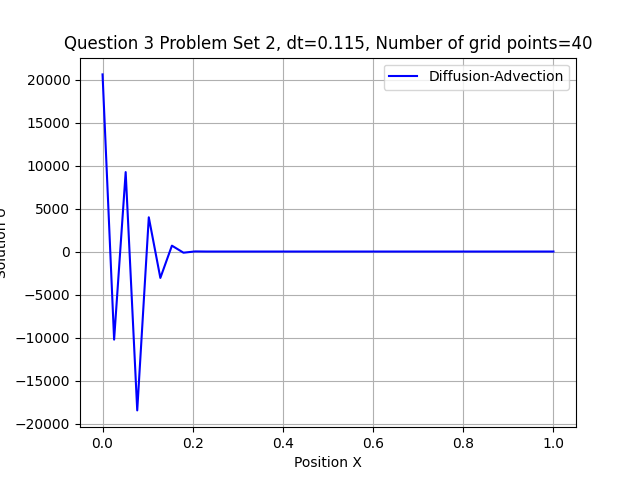 Question 3 Problem Set 2, dt=0.115, Number of grid points=40
Diffusion-Advection
20000
15000
10000
5000
0
−5000
−10000
−15000
−20000
Solution
0.0 0.2 0.4 0.6 0.8 1.0
Position X